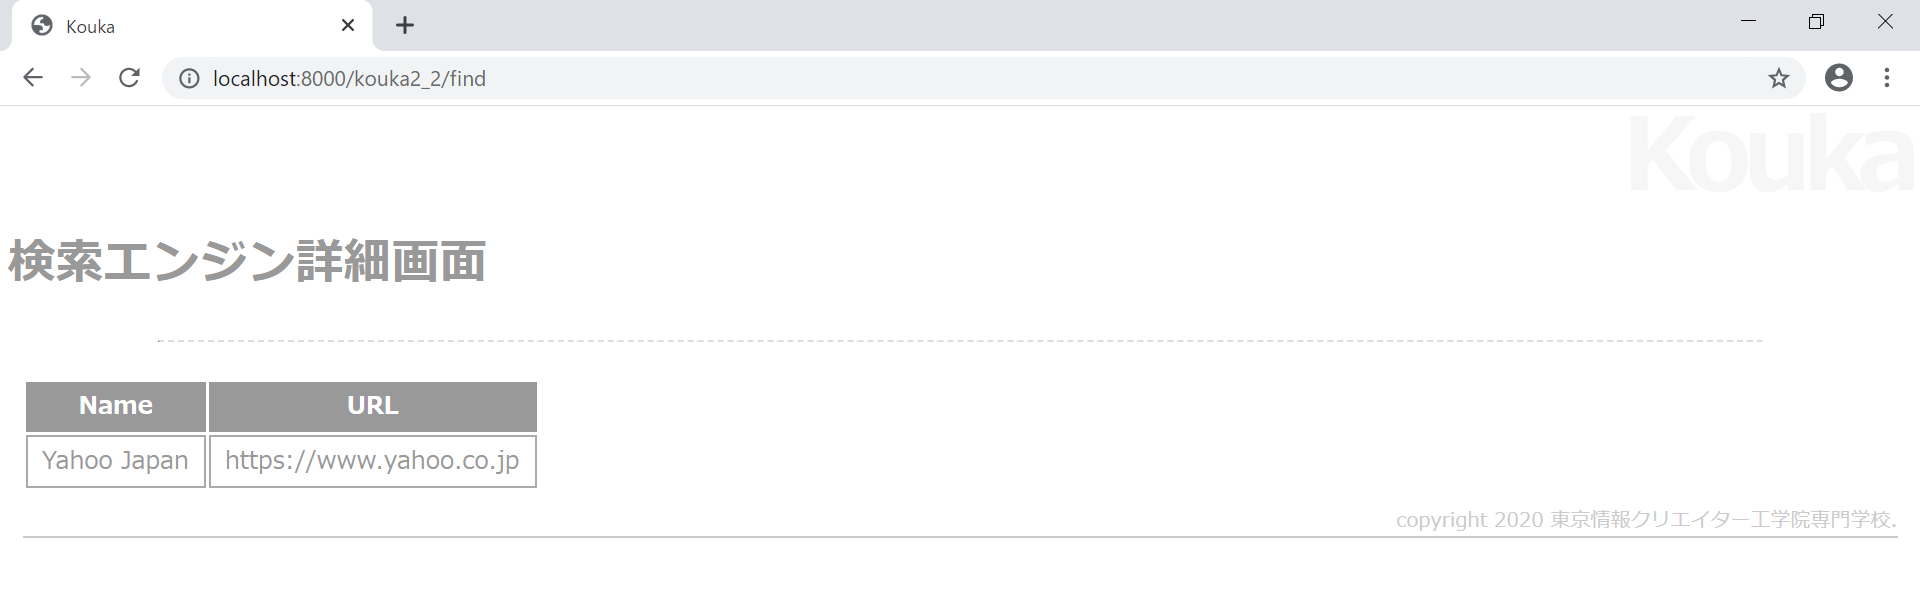 Kouka
localhost:8000/kouka2_2/find
Kouka
検索エンジン詳細画面
Name URL
Yahoo Japan https://www.yahoo.co.jp
copyright 2020 東京情報クリエイター工学院専門学校.